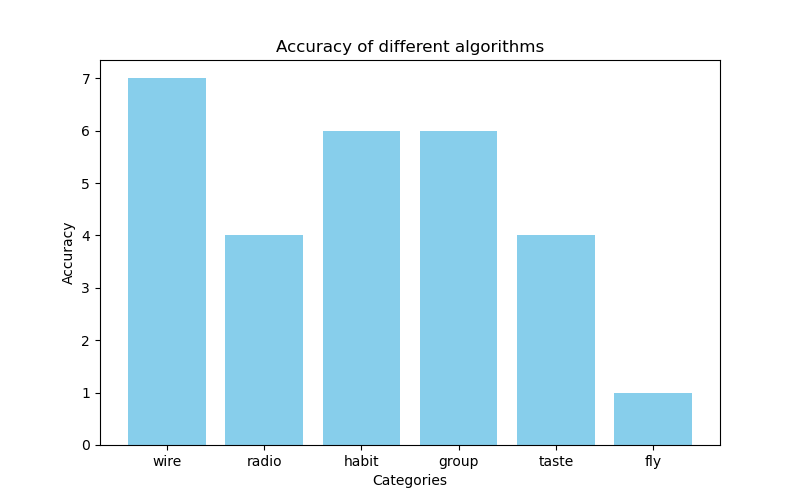 Accuracy of different algorithms
Accuracy
7
6
5
4
3
2
1
0
wire radio habit group taste fly
Categories